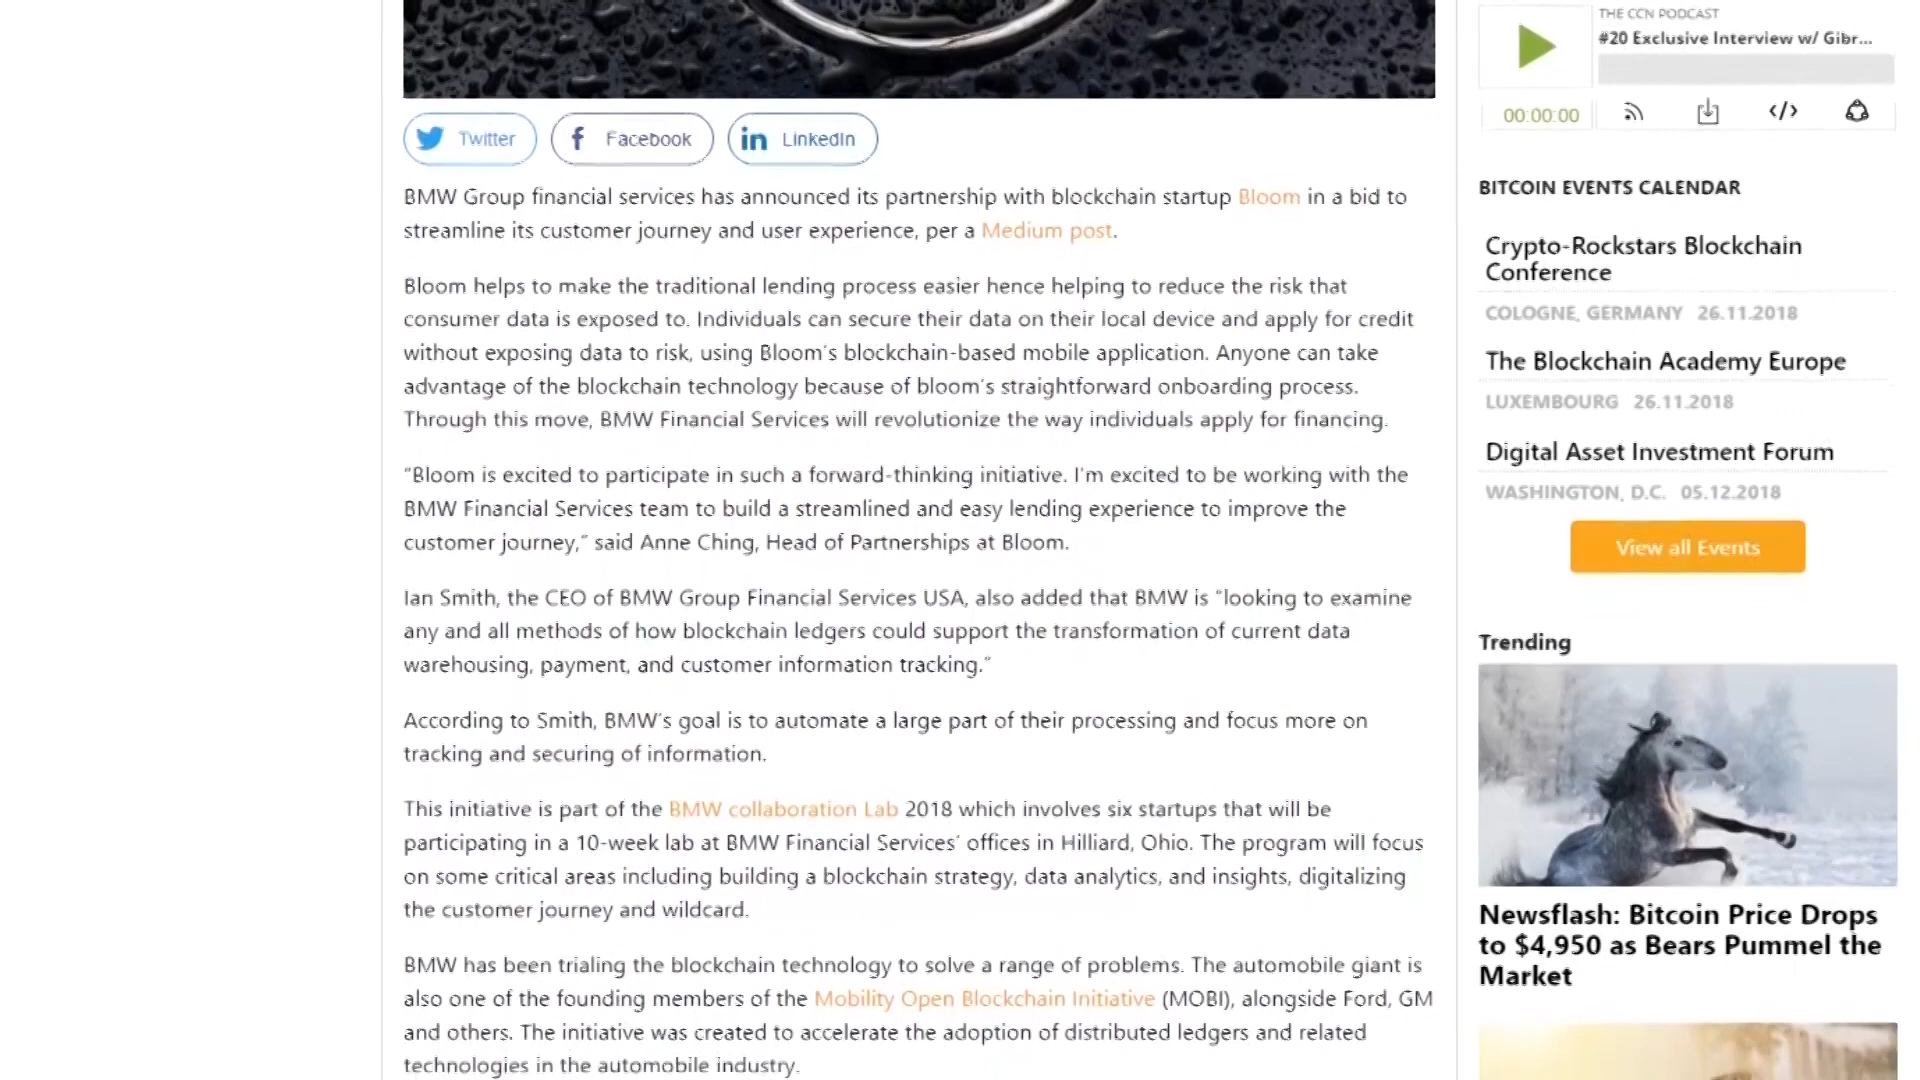 Twitter
Facebook
LinkedIn
BMW Group financial services has announced its partnership with blockchain startup Bloom in a bid to
streamline its customer journey and user experience, per a Medium post.
Bloom helps to make the traditional lending process easier hence helping to reduce the risk that
consumer data is exposed to. Individuals can secure their data on their local device and apply for credit
without exposing data to risk, using Bloom's blockchain-based mobile application. Anyone can take
advantage of the blockchain technology because of bloom's straightforward onboarding process.
Through this move, BMW Financial Services will revolutionize the way individuals apply for financing.
"Bloom is excited to participate in such a forward-thinking initiative. I'm excited to be working with the
BMW Financial Services team to build a streamlined and easy lending experience to improve the
customer journey," said Anne Ching, Head of Partnerships at Bloom.
Ian Smith, the CEO of BMW Group Financial Services USA, also added that BMW is "looking to examine
any and all methods of how blockchain ledgers could support the transformation of current data
warehousing, payment, and customer information tracking."
According to Smith, BMW's goal is to automate a large part of their processing and focus more on
tracking and securing of information.
This initiative is part of the BMW collaboration Lab 2018 which involves six startups that will be
participating in a 10-week lab at BMW Financial Services' offices in Hilliard, Ohio. The program will focus
on some critical areas including building a blockchain strategy, data analytics, and insights, digitalizing
the customer journey and wildcard.
BMW has been trialing the blockchain technology to solve a range of problems. The automobile giant is
also one of the founding members of the Mobility Open Blockchain Initiative (MOBI), alongside Ford, GM
and others. The initiative was created to accelerate the adoption of distributed ledgers and related
technologies in the automobile industry.
THE CCN PODCAST
#20 Exclusive Interview w/ Gibr...
00:00:00
BITCOIN EVENTS CALENDAR
Crypto-Rockstars Blockchain
Conference
COLOGNE, GERMANY 26.11.2018
The Blockchain Academy Europe
LUXEMBOURG 26.11.2018
Digital Asset Investment Forum
WASHINGTON, D.C. 05.12.2018
View all Events
Trending
Newsflash: Bitcoin Price Drops
to $4,950 as Bears Pummel the
Market